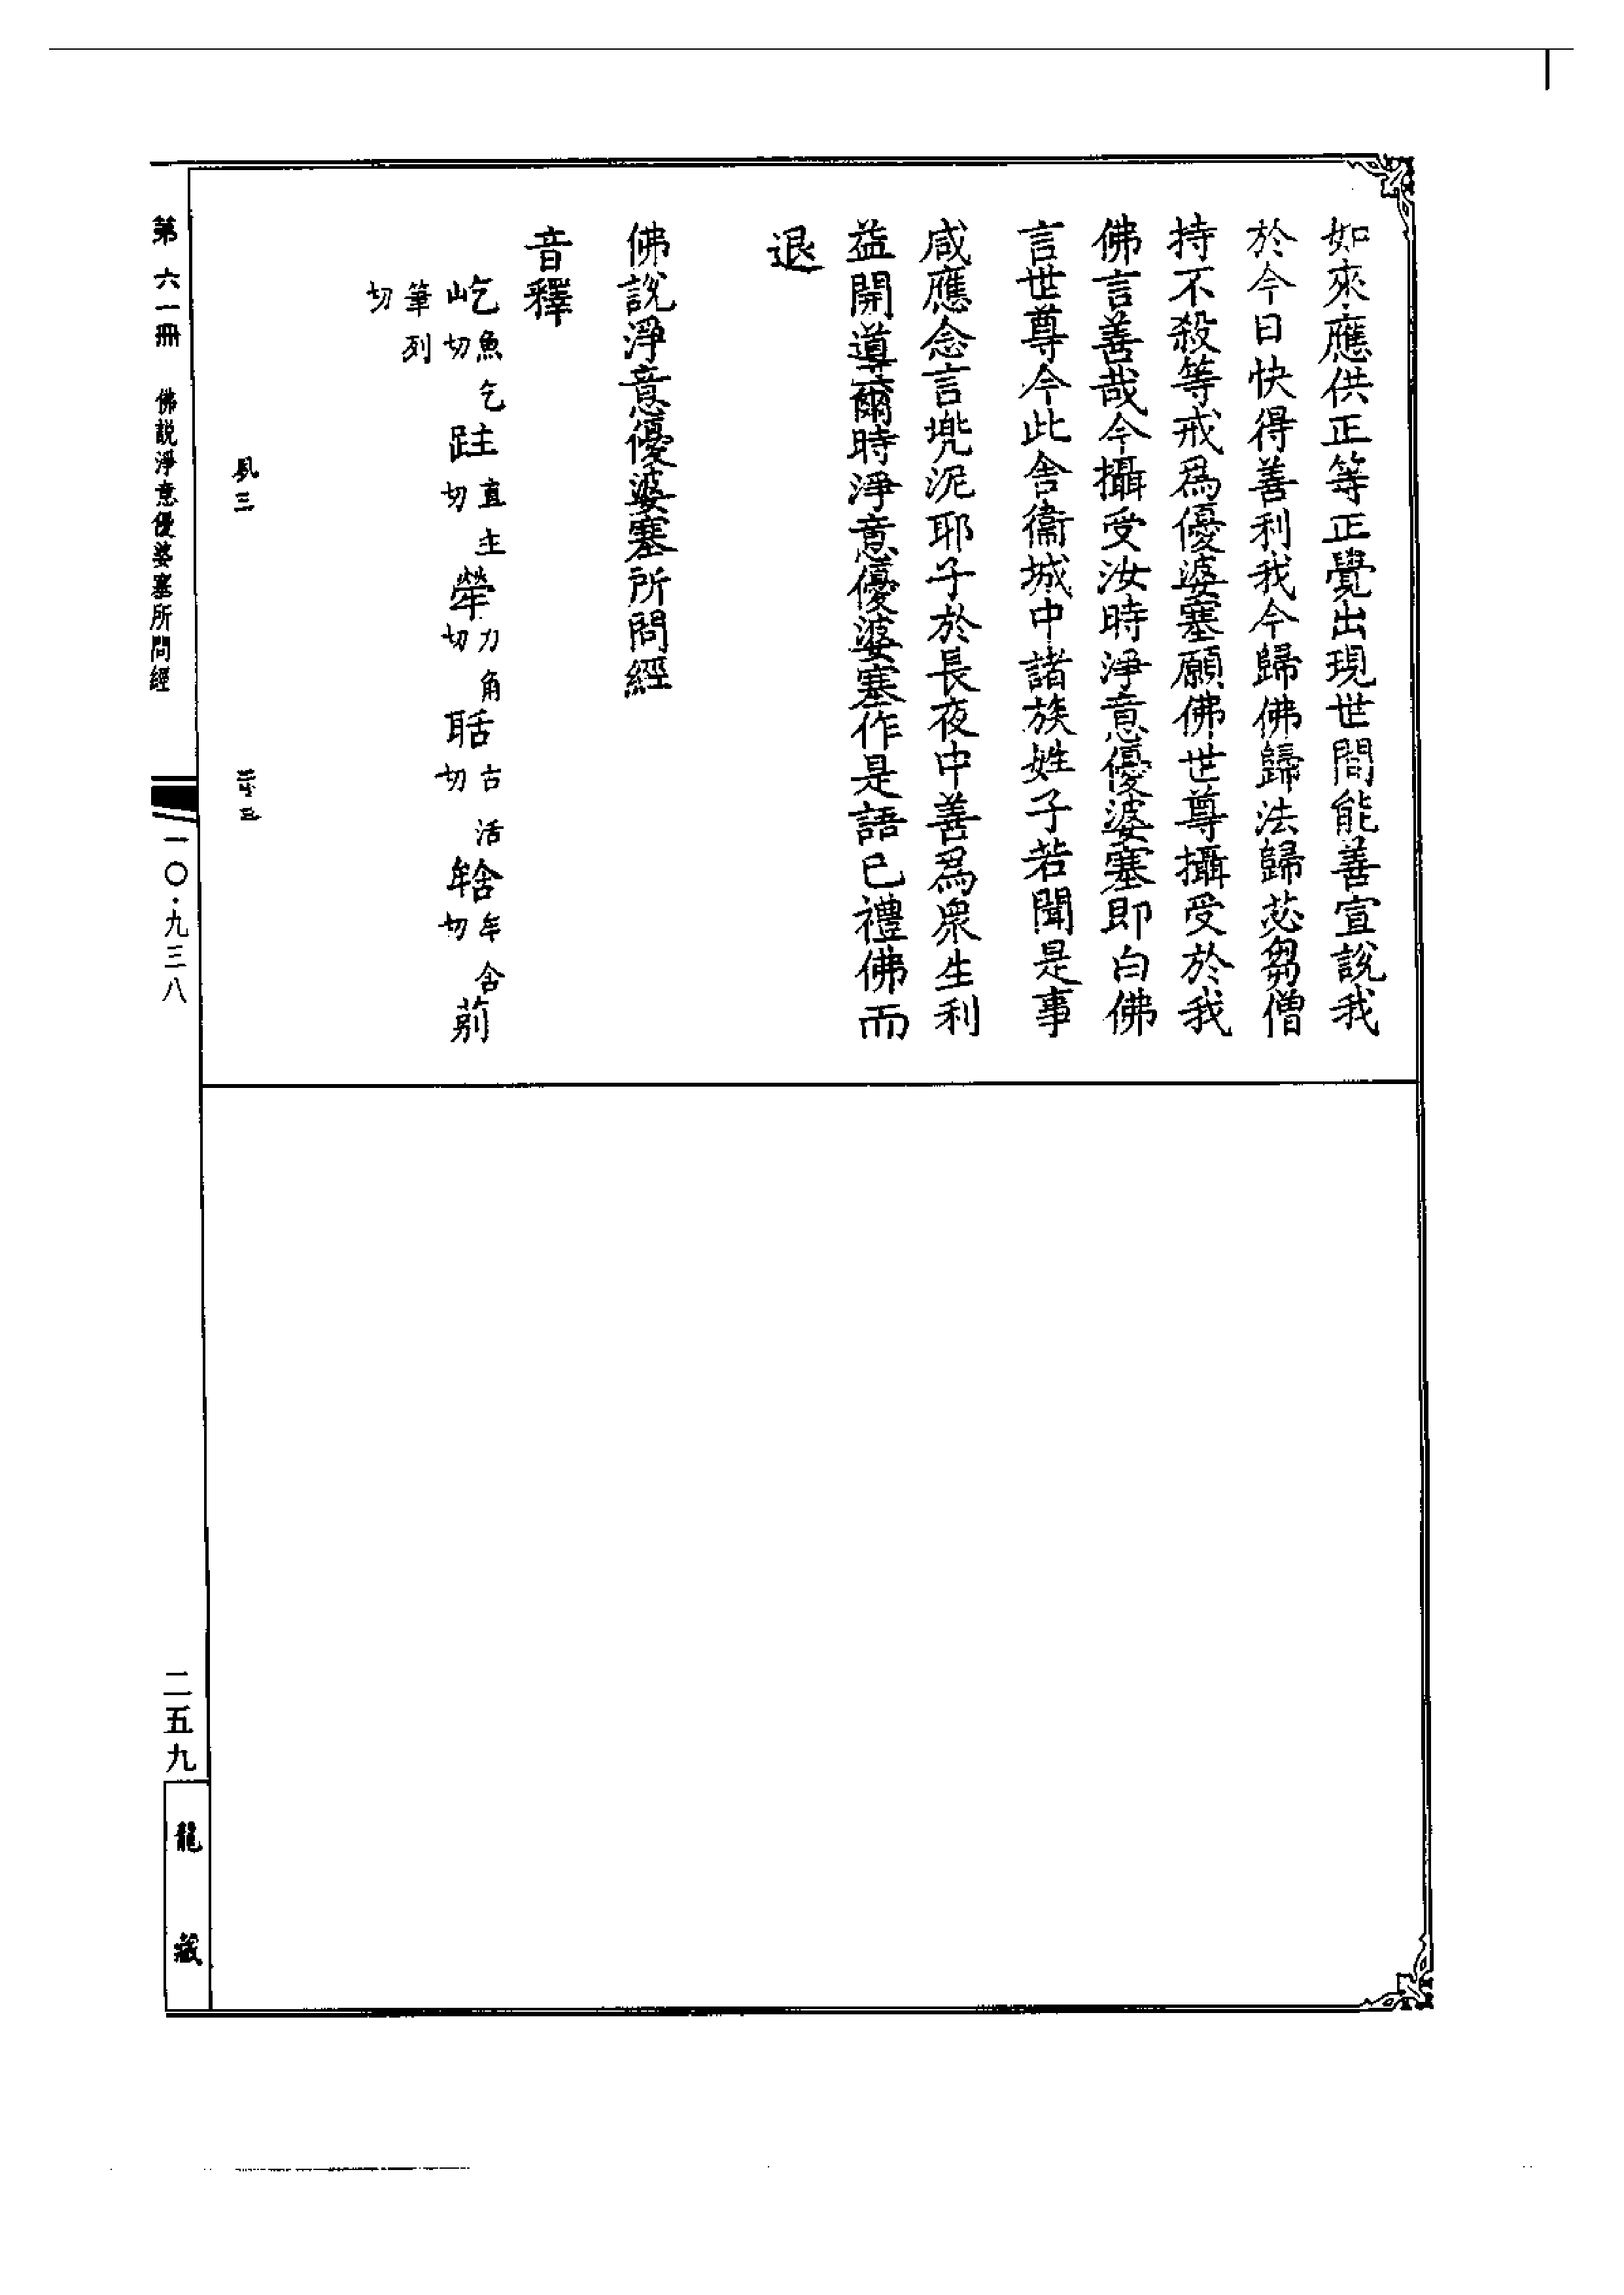 如來應供正等正覺出現世間能善宣說我
於今日快得善利我今歸佛歸法歸苾芻僧
持不殺等戒爲優婆塞願佛世尊攝受於我
佛言善哉今攝受汝時淨意優婆塞即白佛
言世尊今此舍衞城中諸族姓子若聞是事
咸應念言兠泥耶子於長夜中善爲衆生利
益開導爾時淨意優婆塞作是語已禮佛而
退
佛說淨意優婆塞所問經
音釋
屹魚乞切 跓直主切 犖力角切 聒古活切 㸿牟含切 莂
筆列切
夙三
第六一冊 佛説淨意優婆塞所問經 一〇·九三八 二五九 龍藏